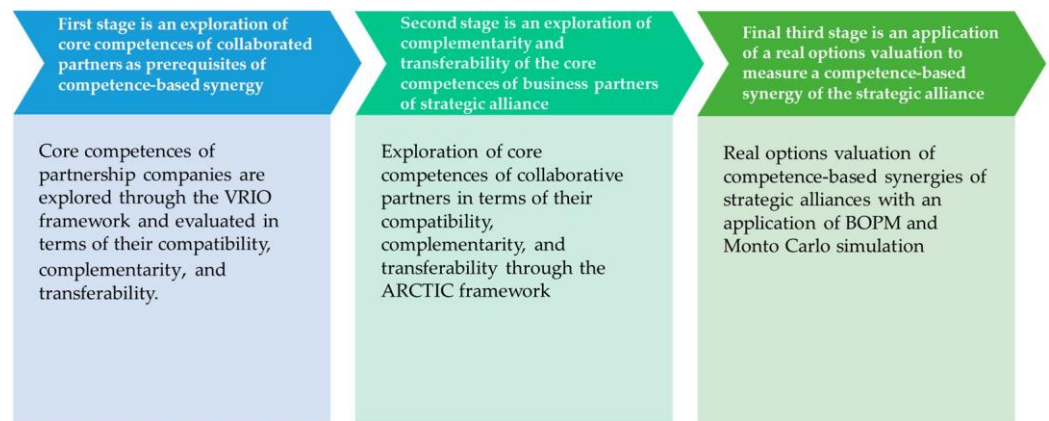 First stage is an exploration of
core competences of collaborated
partners as prerequisites of
competence-based synergy
Second stage is an exploration of
complementarity and
transferability of the core
competences of business partners
of strategic alliance
Final third stage is an application
of a real options valuation to
measure a competence-based
synergy of the strategic alliance
Core competences of
partnership companies are
explored through the VRIO
framework and evaluated in
terms of their compatibility,
complementarity, and
transferability.
Exploration of core
competences of collaborative
partners in terms of their
compatibility,
complementarity, and
transferability through the
ARCTIC framework
Real options valuation of
competence-based synergies of
strategic alliances with an
application of BOPM and
Monto Carlo simulation